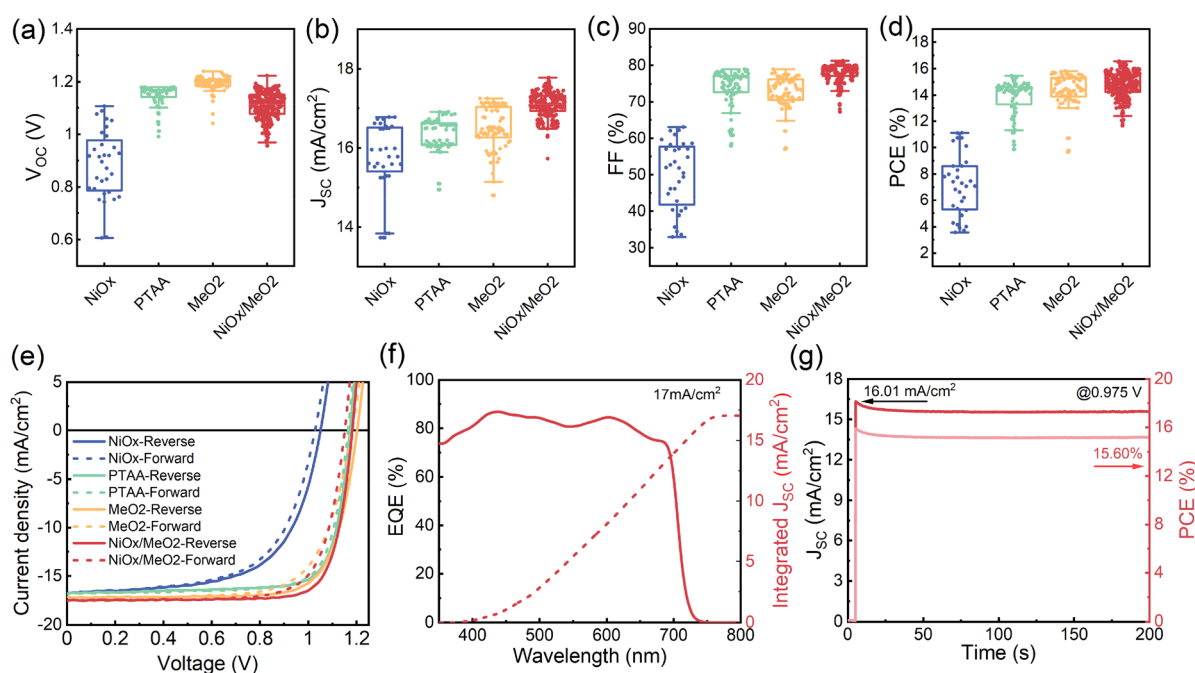 (a)
1.4
1.2
1
0.8
0.6
V_OC (V)
NiOx
PTAA
MeO2
NiOx/MeO2
(b)
18
16
14
J_SC (mA/cm²)
NiOx
PTAA
MeO2
NiOx/MeO2
(c)
90
80
70
60
50
40
30
FF (%)
NiOx
PTAA
MeO2
NiOx/MeO2
(d)
18
16
14
12
10
8
6
4
2
PCE (%)
NiOx
PTAA
MeO2
NiOx/MeO2
(e)
5
0
-5
-10
-15
-20
Current density (mA/cm²)
NiOx-Reverse
NiOx-Forward
PTAA-Reverse
PTAA-Forward
MeO2-Reverse
MeO2-Forward
NiOx/MeO2-Reverse
NiOx/MeO2-Forward
0 0.2 0.4 0.6 0.8 1 1.2
Voltage (V)
(f)
100
80
60
40
20
0
EQE (%)
17mA/cm²
20
15
10
5
0
Integrated J_SC (mA/cm²)
400 500 600 700 800
Wavelength (nm)
(g)
18
15
12
9
6
3
0
J_SC (mA/cm²)
16.01 mA/cm²
@0.975 V
15.60%
20
18
16
14
12
10
8
6
4
2
0
PCE (%)
0 50 100 150 200
Time (s)